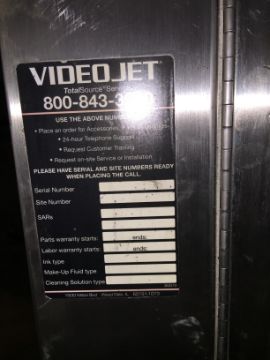 VIDEOJET
TotalSource
800-843-3
USE THE ABOVE
• Place an order for Accessories,
• 24-hour Telephone Support
• Request Customer Training
• Request on-site Service or Installation
PLEASE HAVE SERIAL AND SITE NUMBERS READY
WHEN PLACING THE CALL.
Serial Number
Site Number
SARs
Parts warranty starts: ends:
Labor warranty starts: ends:
Ink type
Make-Up Fluid type
Cleaning Solution type